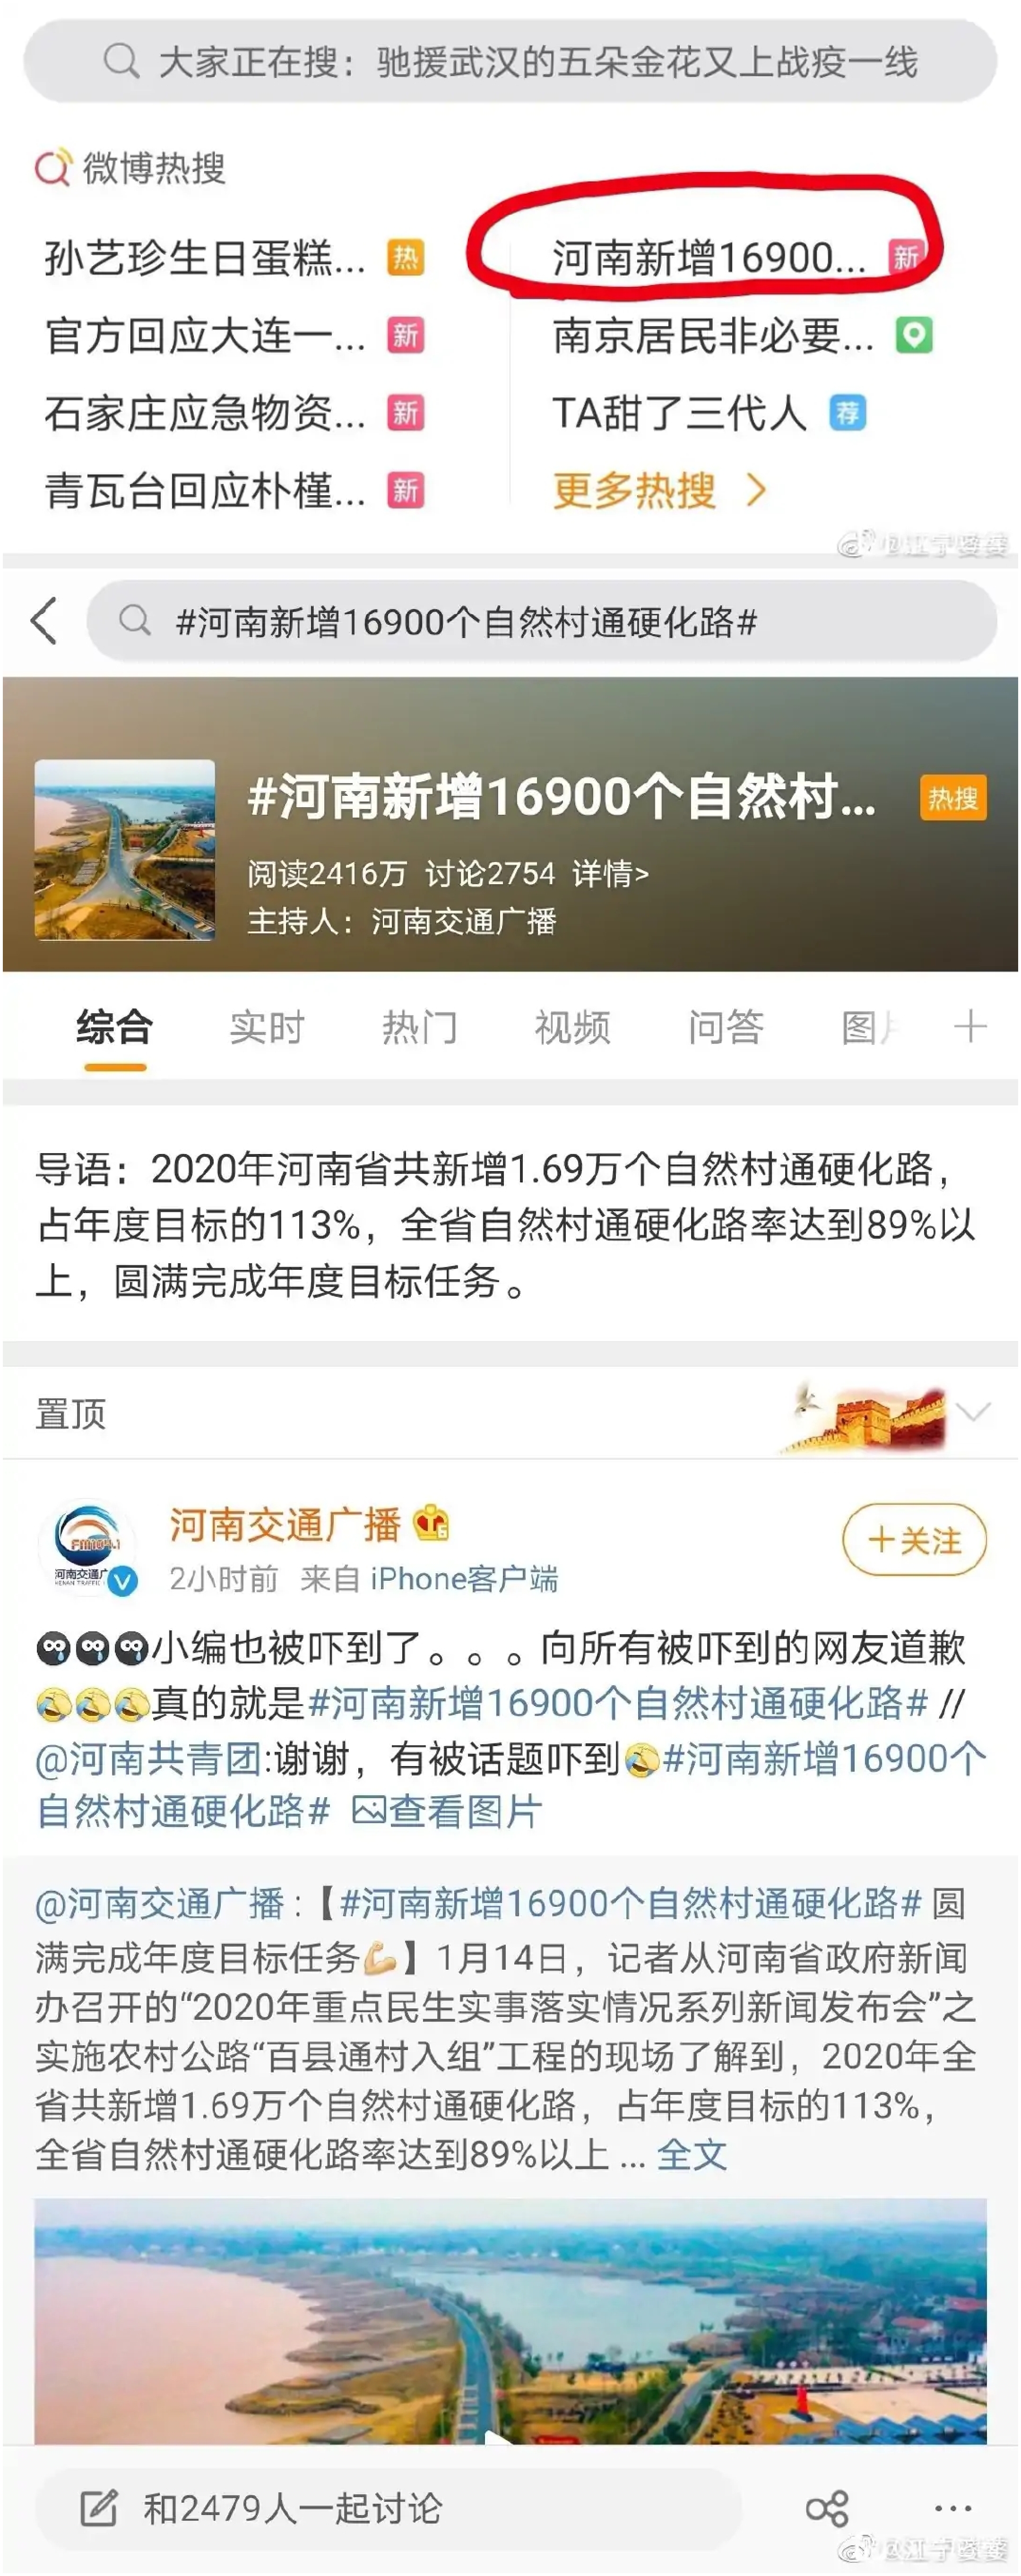 大家正在搜：驰援武汉的五朵金花又上战疫一线
微博热搜
孙艺珍生日蛋糕... 热
河南新增16900... 新
官方回应大连一... 新
南京居民非必要...
石家庄应急物资... 新
TA甜了三代人 荐
青瓦台回应朴槿... 新
更多热搜 >
@江宁婆婆
#河南新增16900个自然村通硬化路#
#河南新增16900个自然村... 热搜
阅读2416万 讨论2754 详情>
主持人：河南交通广播
综合 实时 热门 视频 问答 图片 +
导语：2020年河南省共新增1.69万个自然村通硬化路，
占年度目标的113%，全省自然村通硬化路率达到89%以
上，圆满完成年度目标任务。
置顶
河南交通广播
+关注
2小时前 来自 iPhone客户端
小编也被吓到了。。。向所有被吓到的网友道歉
真的就是#河南新增16900个自然村通硬化路# //
@河南共青团:谢谢，有被话题吓到#河南新增16900个
自然村通硬化路# 查看图片
@河南交通广播：【#河南新增16900个自然村通硬化路# 圆
满完成年度目标任务】1月14日，记者从河南省政府新闻
办召开的“2020年重点民生实事落实情况系列新闻发布会”之
实施农村公路“百县通村入组”工程的现场了解到，2020年全
省共新增1.69万个自然村通硬化路，占年度目标的113%，
全省自然村通硬化路率达到89%以上 ... 全文
和2479人一起讨论
@江宁婆婆